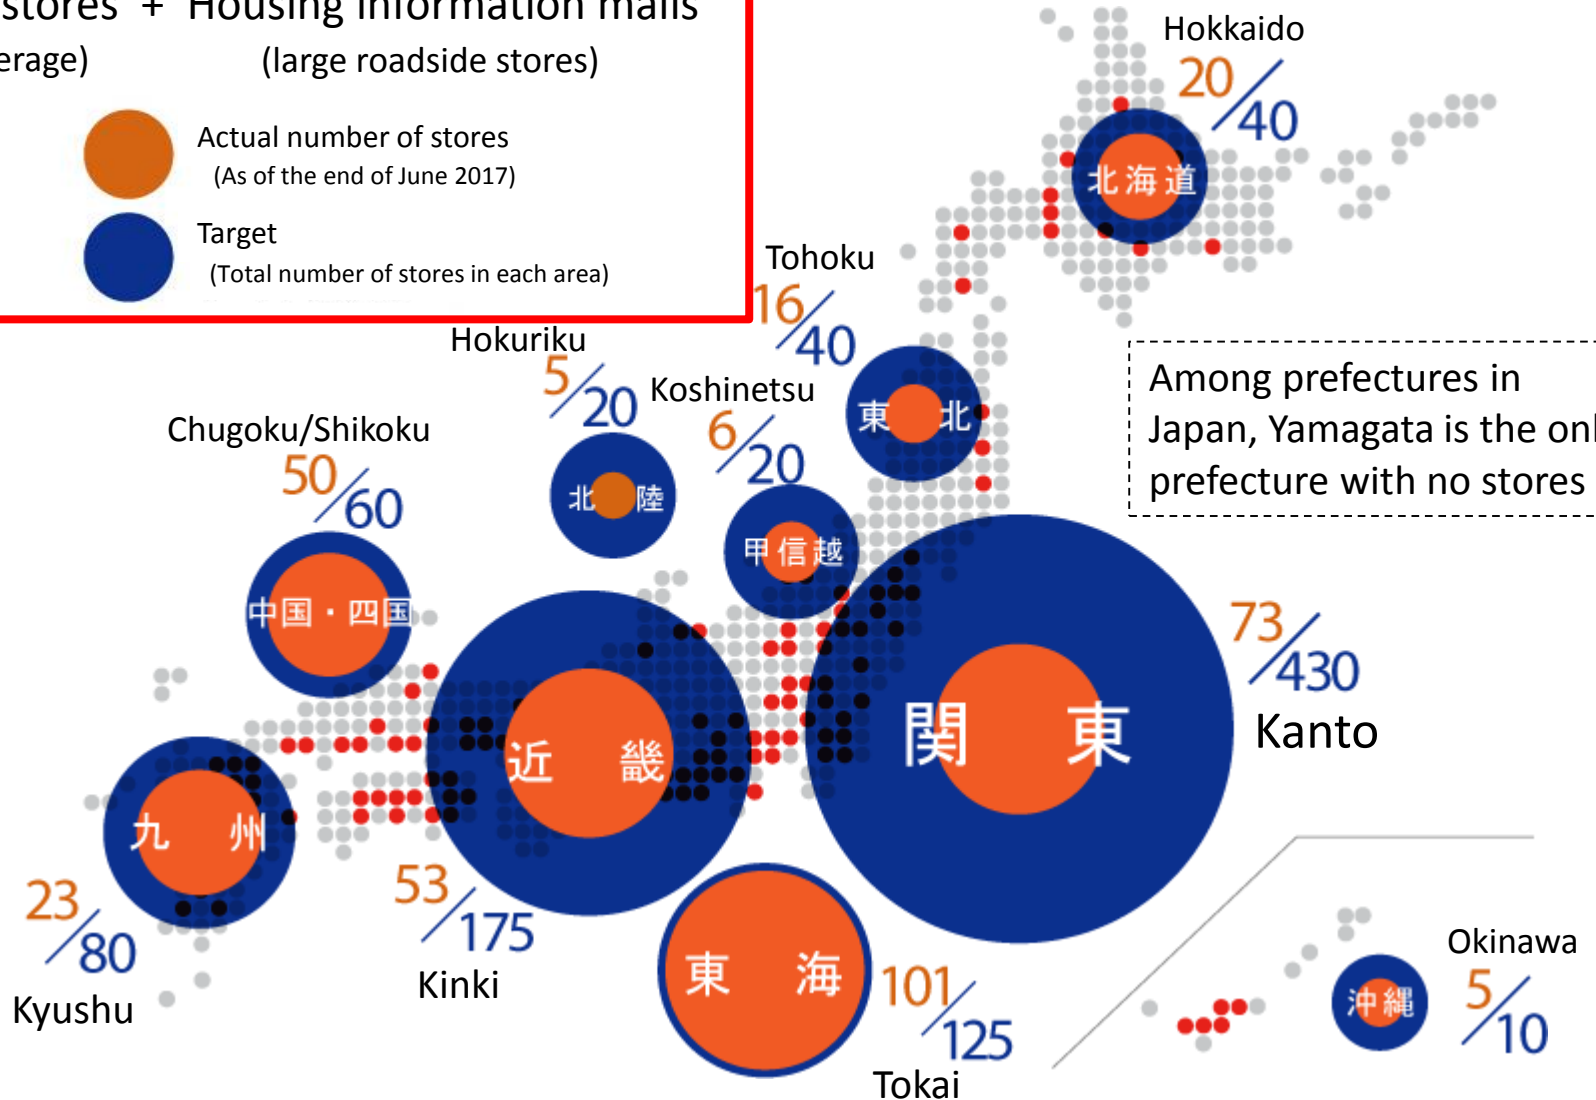 stores + Housing information malls
(large roadside stores)
Actual number of stores
(As of the end of June 2017)
Target
(Total number of stores in each area)
Hokkaido
20/40
北海道
Tohoku
16/40
東北
Hokuriku
5/20
北陸
Koshinetsu
6/20
甲信越
Among prefectures in
Japan, Yamagata is the
prefecture with no stores
Chugoku/Shikoku
50/60
中国・四国
73/430
Kanto
関東
近畿
53/175
Kinki
九州
23/80
Kyushu
東海
101/125
Tokai
Okinawa
5/10
沖縄